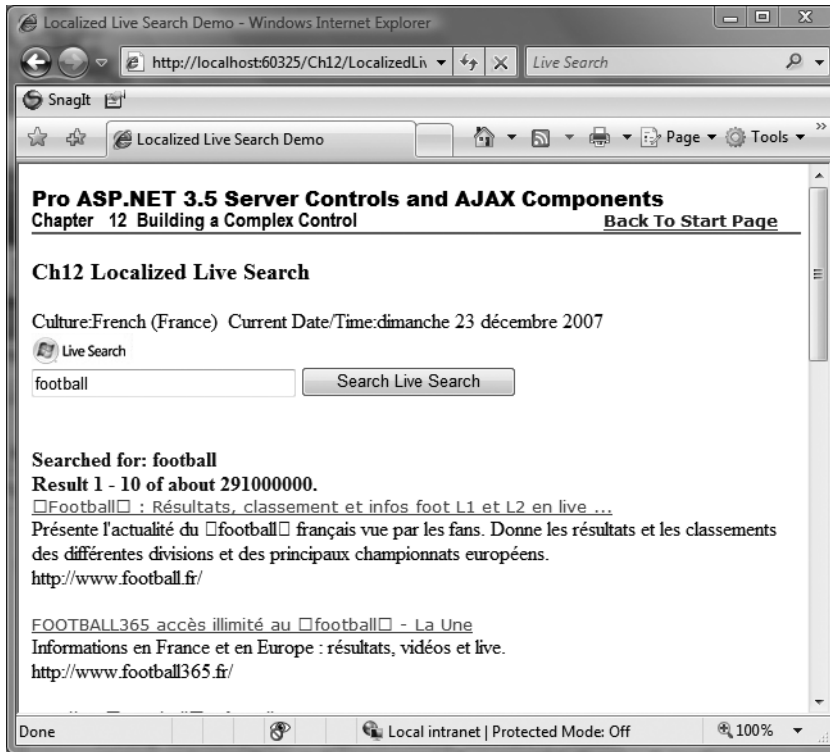 Localized Live Search Demo - Windows Internet Explorer
http://localhost:60325/Ch12/LocalizedLiv
Live Search
SnagIt
Localized Live Search Demo
Page
Tools
Pro ASP.NET 3.5 Server Controls and AJAX Components
Chapter 12 Building a Complex Control
Back To Start Page
Ch12 Localized Live Search
Culture:French (France) Current Date/Time:dimanche 23 décembre 2007
Live Search
football
Search Live Search
Searched for: football
Result 1 - 10 of about 291000000.
□Football□ : Résultats, classement et infos foot L1 et L2 en live ...
Présente l'actualité du □football□ français vue par les fans. Donne les résultats et les classements
des différentes divisions et des principaux championnats européens.
http://www.football.fr/
FOOTBALL365 accès illimité au □football□ - La Une
Informations en France et en Europe : résultats, vidéos et live.
http://www.football365.fr/
Done
Local intranet | Protected Mode: Off
100%